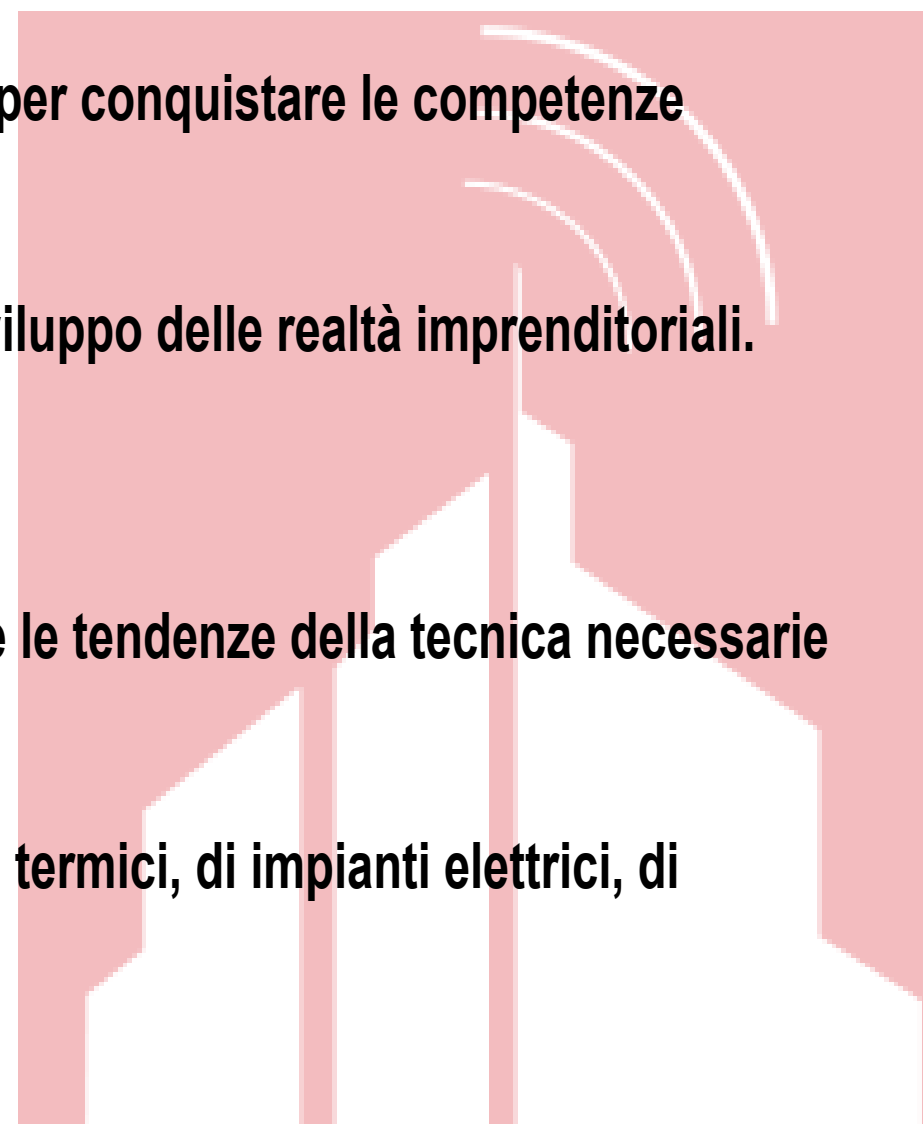 per conquistare le competenze
iluppo delle realtà imprenditoriali.
e le tendenze della tecnica necessarie
termici, di impianti elettrici, di